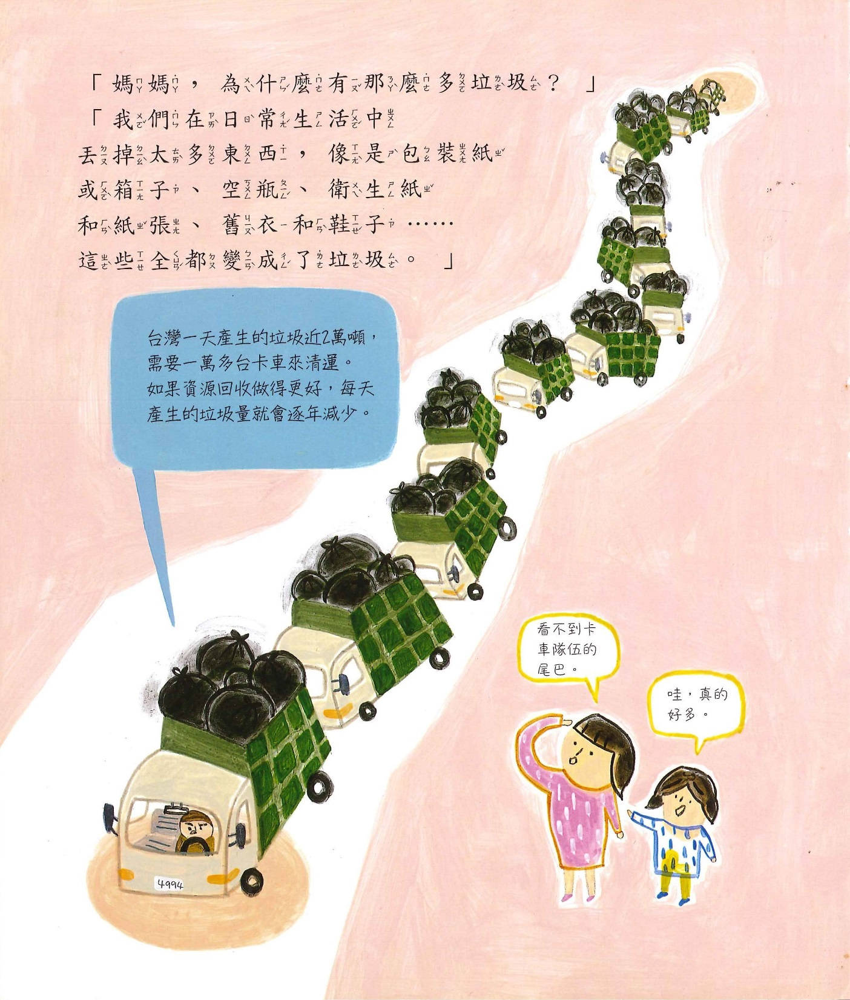 「媽媽，為什麼有那麼多垃圾？」
「我們在日常生活中
丟掉太多東西，像是包裝紙
或箱子、空瓶、衛生紙
和紙張、舊衣和鞋子……
這些全都變成了垃圾。」
台灣一天產生的垃圾近2萬噸，
需要一萬多台卡車來清運。
如果資源回收做得更好，每天
產生的垃圾量就會逐年減少。
看不到卡
車隊伍的
尾巴。
哇，真的
好多。
4994